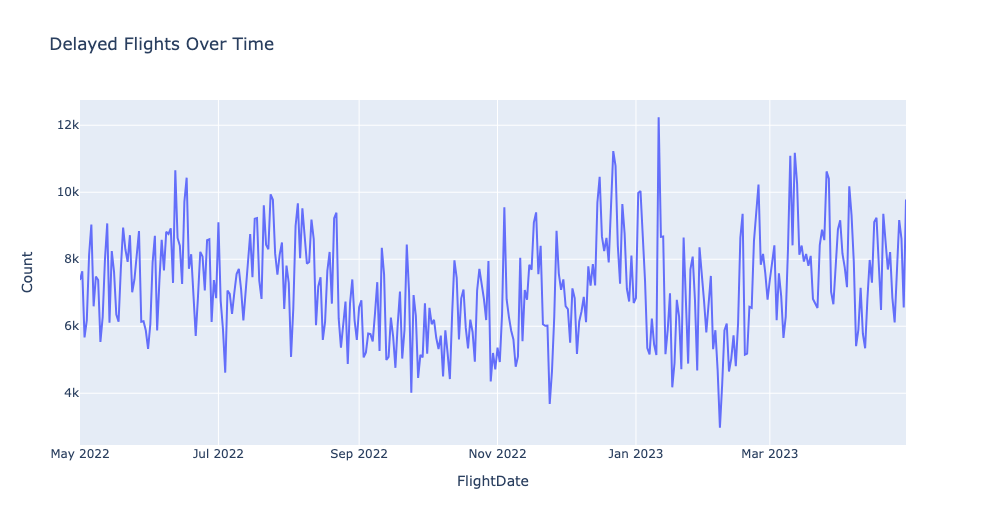 Delayed Flights Over Time
12k
10k
8k
6k
4k
Count
May 2022 Jul 2022 Sep 2022 Nov 2022 Jan 2023 Mar 2023
FlightDate